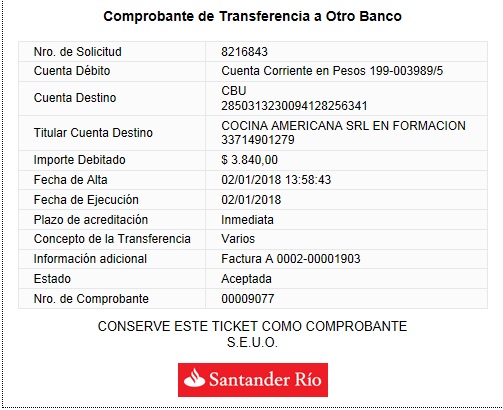 Comprobante de Transferencia a Otro Banco
Nro. de Solicitud 8216843
Cuenta Débito Cuenta Corriente en Pesos 199-003989/5
Cuenta Destino CBU
2850313230094128256341
Titular Cuenta Destino COCINA AMERICANA SRL EN FORMACION
33714901279
Importe Debitado $ 3.840,00
Fecha de Alta 02/01/2018 13:58:43
Fecha de Ejecución 02/01/2018
Plazo de acreditación Inmediata
Concepto de la Transferencia Varios
Información adicional Factura A 0002-00001903
Estado Aceptada
Nro. de Comprobante 00009077
CONSERVE ESTE TICKET COMO COMPROBANTE
S.E.U.O.
Santander Río